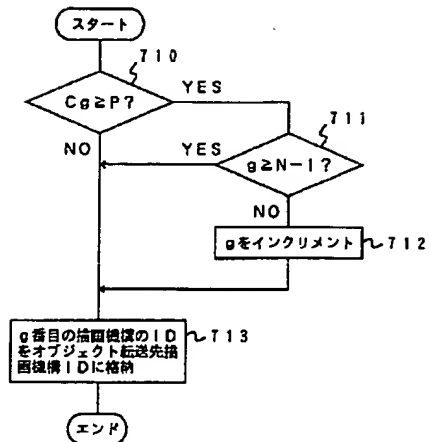 スタート
710
Cg≧P?
YES
711
NO
YES
g≧N-1?
NO
gをインクリメント
712
g番目の描画機構のID
をオブジェクト転送先描
画機構IDに格納
713
エンド